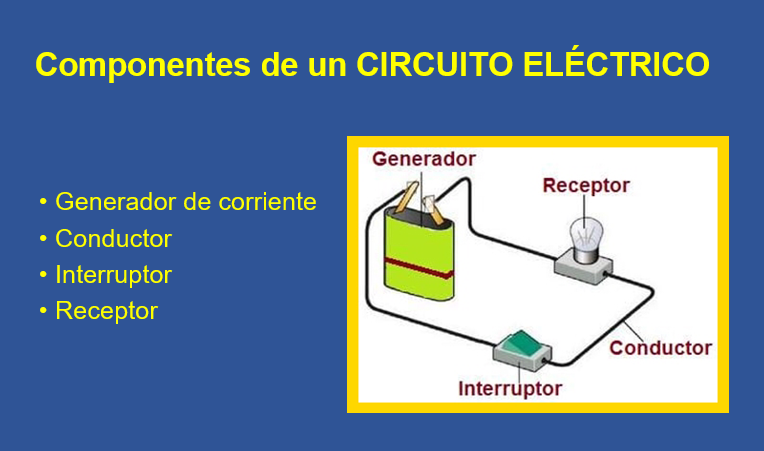 Componentes de un CIRCUITO ELÉCTRICO
• Generador de corriente
• Conductor
• Interruptor
• Receptor
Generador
Receptor
Conductor
Interruptor